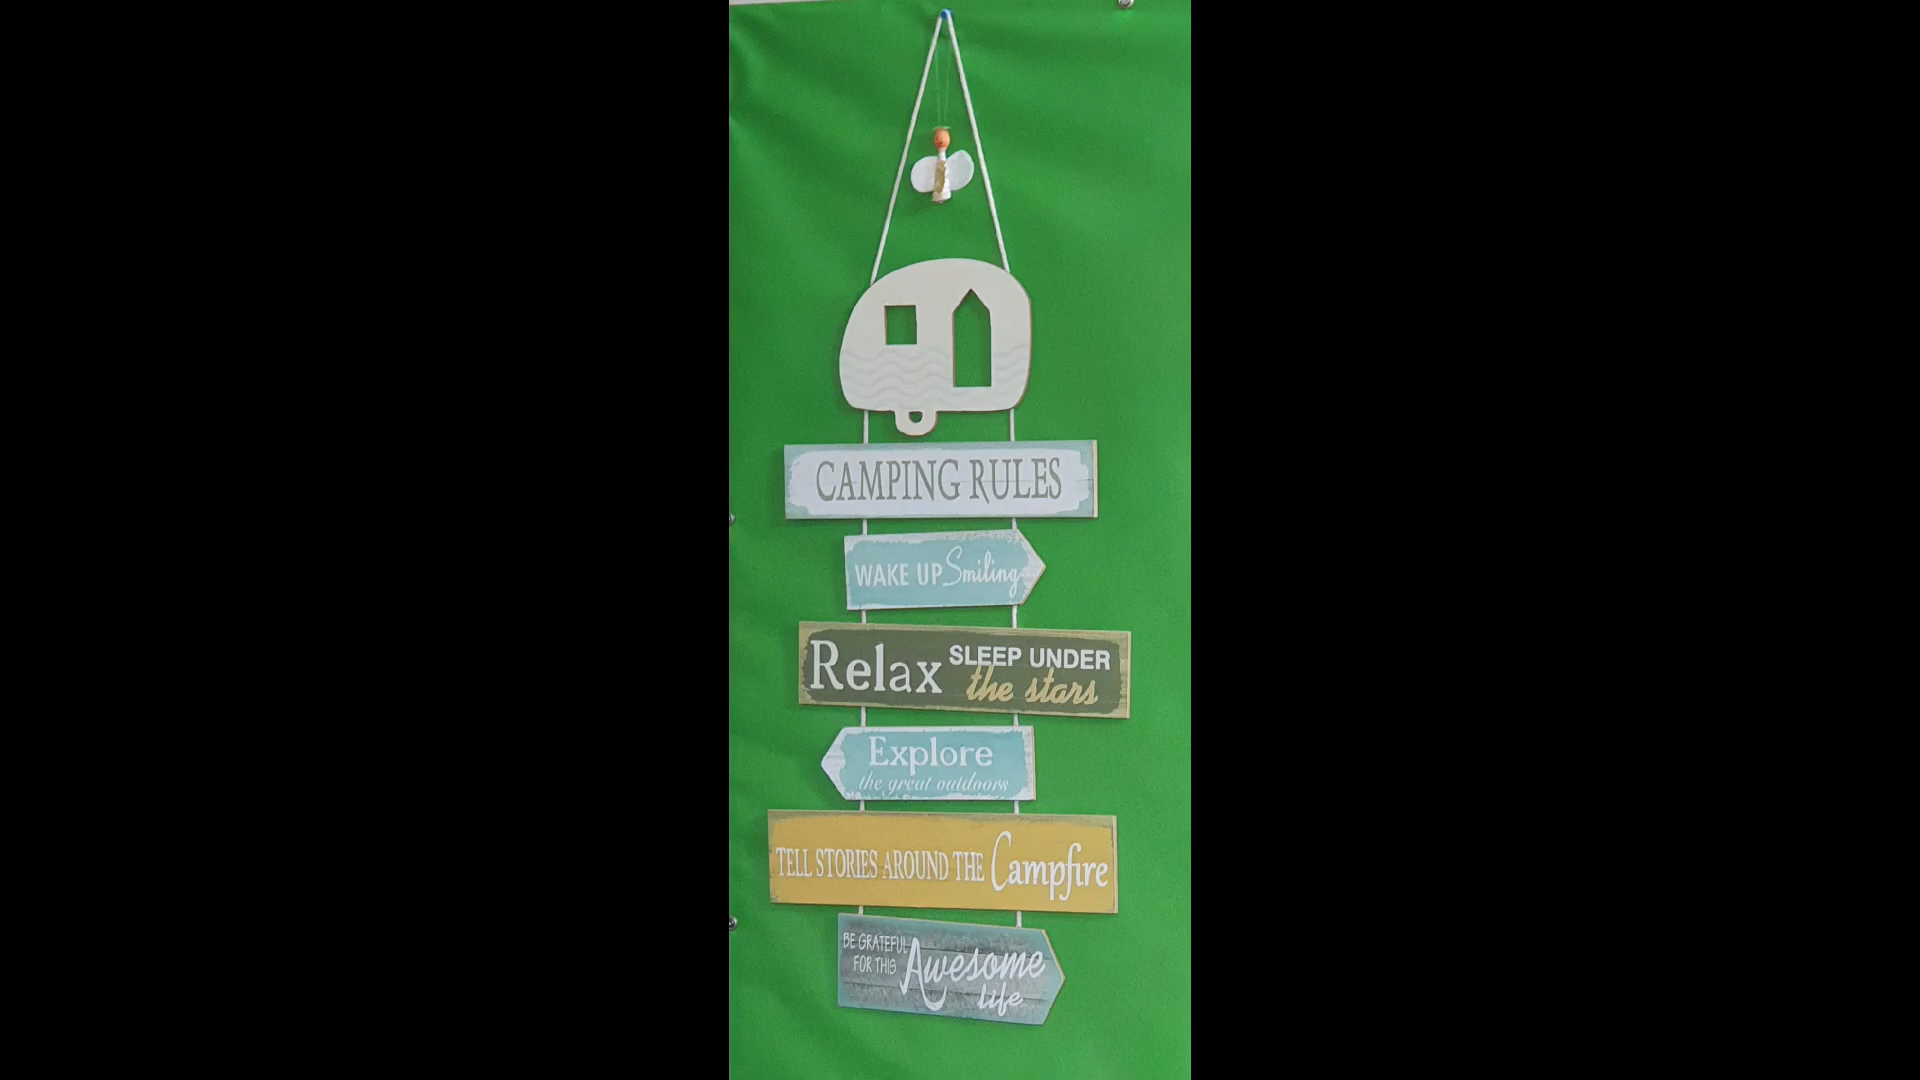 CAMPING RULES
WAKE UP Smiling
Relax SLEEP UNDER
the stars
Explore
the great outdoors
TELL STORIES AROUND THE Campfire
BE GRATEFUL
FOR THIS Awesome
life